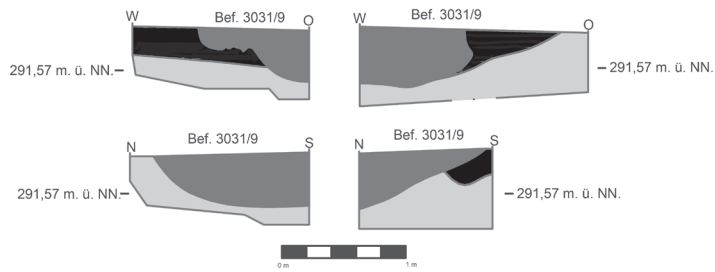 W Bef. 3031/9 O
W Bef. 3031/9 O
291,57 m. ü. NN.
291,57 m. ü. NN.
N Bef. 3031/9 S
N Bef. 3031/9 S
291,57 m. ü. NN.
291,57 m. ü. NN.
0 m 1 m